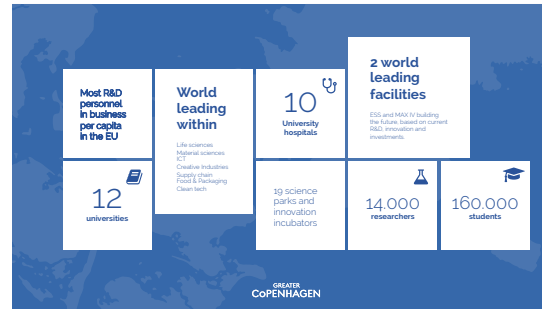 Most R&D
personnel
in business
per capita
in the EU
World
leading
within
Life sciences
Material sciences
ICT
Creative Industries
Supply chain
Food & Packaging
Clean tech
10
University
hospitals
2 world
leading
facilities
ESS and MAX IV building
the future, based on current
R&D, innovation and
investments.
12
universities
19 science
parks and
innovation
incubators
14.000
researchers
160.000
students
GREATER
COPENHAGEN